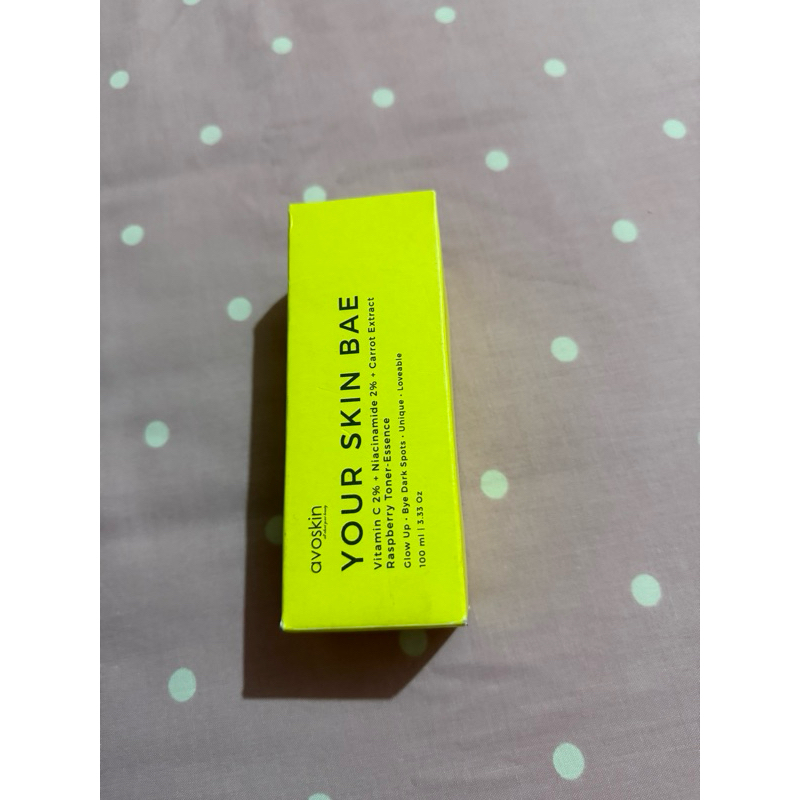 avoskin
YOUR SKIN BAE
Vitamin C 2% + Niacinamide 2% + Carrot Extract
Raspberry Toner-Essence
Glow Up • Bye Dark Spots • Unique • Loveable
100 ml | 3.33 Oz